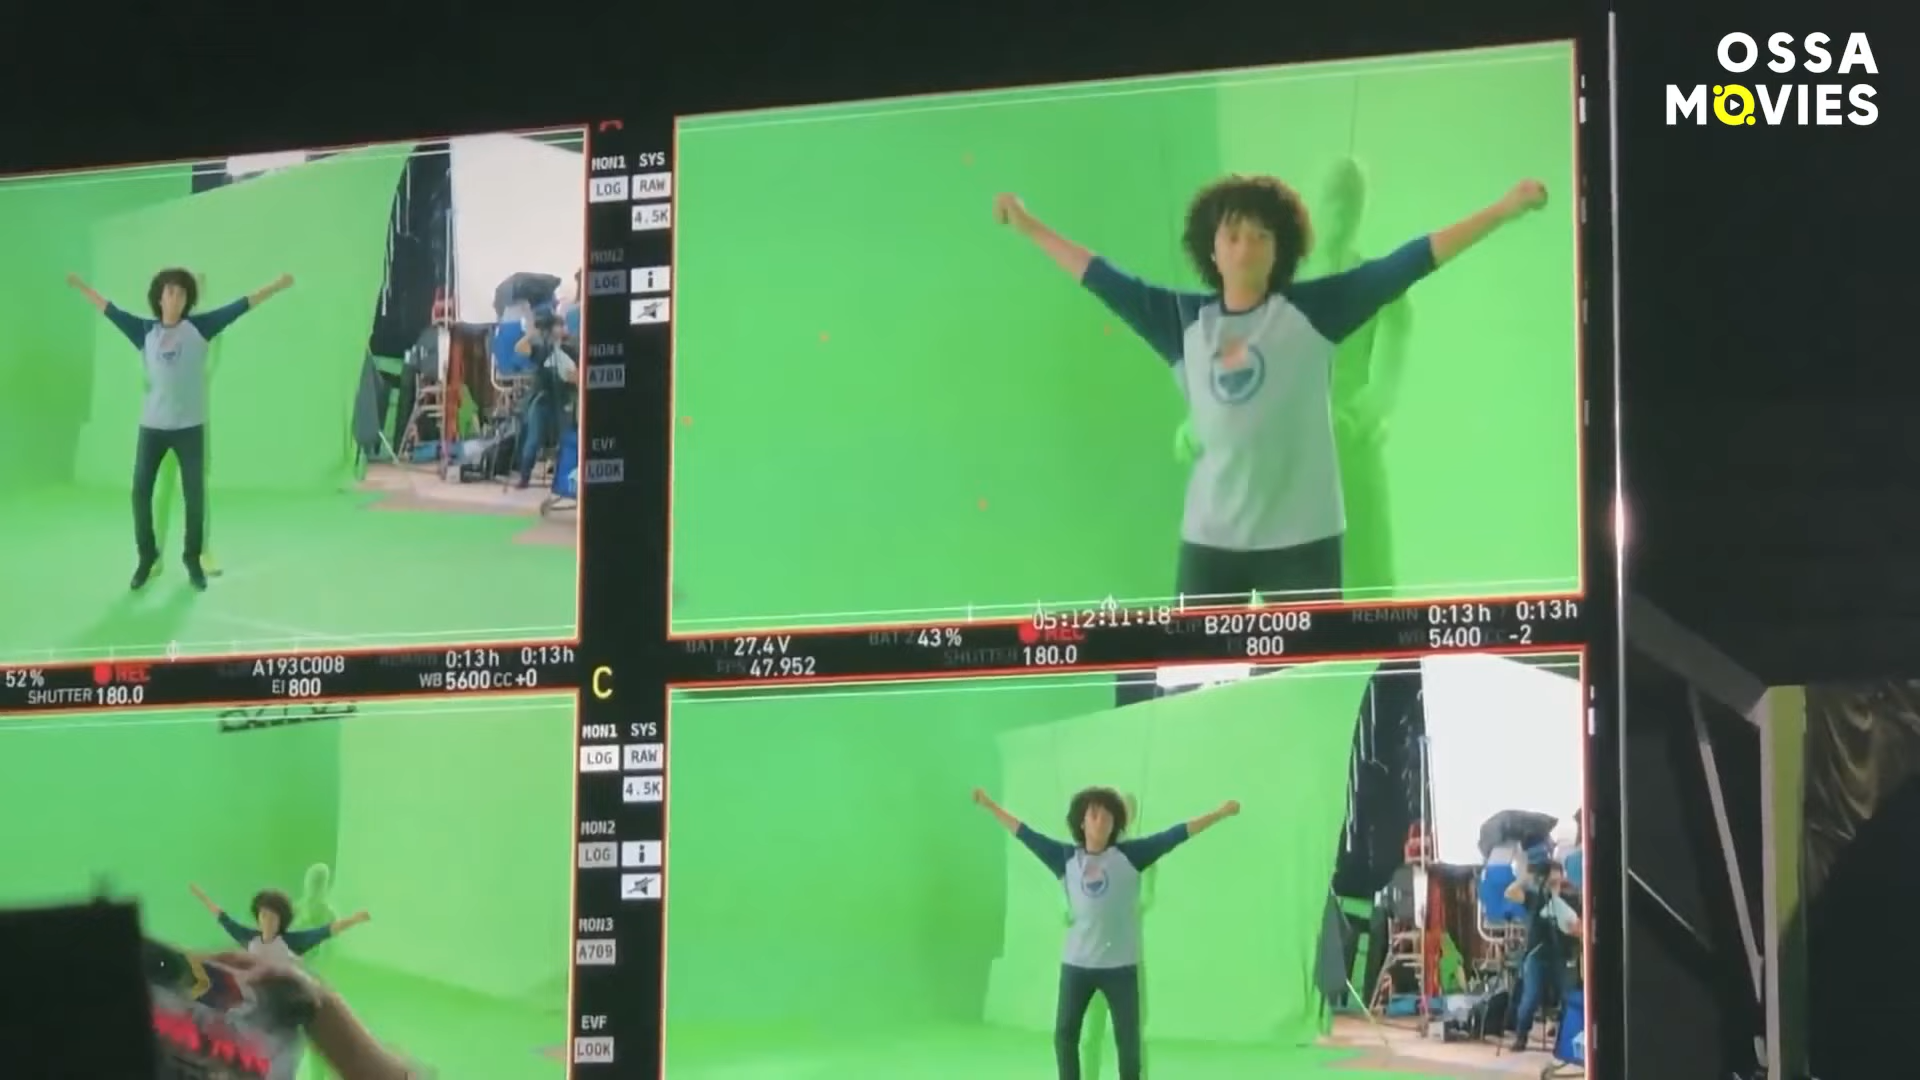 OSSA
MOVIES
MON1 SYS
LOG RAW
4.5K
MON2
LOG i
MON3
A709
EVF
LOOK
05:12:11:18
BAT 1 27.4V BAT 2 43% REC CLIP B207C008 REMAIN 0:13h 0:13h
FPS 47.952 SHUTTER 180.0 EI 800 WB 5400 CC -2
52% REC A193C008 REMAIN 0:13h 0:13h
SHUTTER 180.0 EI 800 WB 5600 CC +0
C
MON1 SYS
LOG RAW
4.5K
MON2
LOG i
MON3
A709
EVF
LOOK